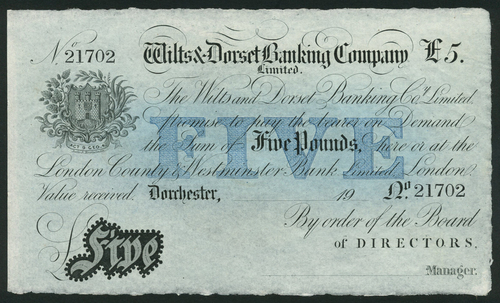 No 21702 Wilts & Dorset Banking Company £5.
Limited.
The Wilts and Dorset Banking Coy. Limited
Promise to pay the bearer on Demand
the Sum of Five Pounds, here or at the
FIVE
London County & Westminster Bank Limited, London.
Value received. Dorchester, 19 No 21702
By order of the Board
of DIRECTORS.
£Five
Manager.